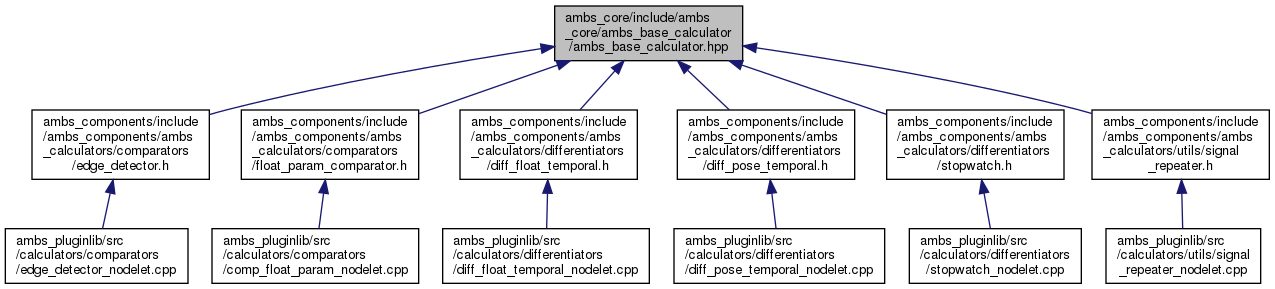 ambs_core/include/ambs
_core/ambs_base_calculator
/ambs_base_calculator.hpp
ambs_components/include
/ambs_components/ambs
_calculators/comparators
/edge_detector.h
ambs_components/include
/ambs_components/ambs
_calculators/comparators
/float_param_comparator.h
ambs_components/include
/ambs_components/ambs
_calculators/differentiators
/diff_float_temporal.h
ambs_components/include
/ambs_components/ambs
_calculators/differentiators
/diff_pose_temporal.h
ambs_components/include
/ambs_components/ambs
_calculators/differentiators
/stopwatch.h
ambs_components/include
/ambs_components/ambs
_calculators/utils/signal
_repeater.h
ambs_pluginlib/src
/calculators/comparators
/edge_detector_nodelet.cpp
ambs_pluginlib/src
/calculators/comparators
/comp_float_param_nodelet.cpp
ambs_pluginlib/src
/calculators/differentiators
/diff_float_temporal_nodelet.cpp
ambs_pluginlib/src
/calculators/differentiators
/diff_pose_temporal_nodelet.cpp
ambs_pluginlib/src
/calculators/differentiators
/stopwatch_nodelet.cpp
ambs_pluginlib/src
/calculators/utils/signal
_repeater_nodelet.cpp